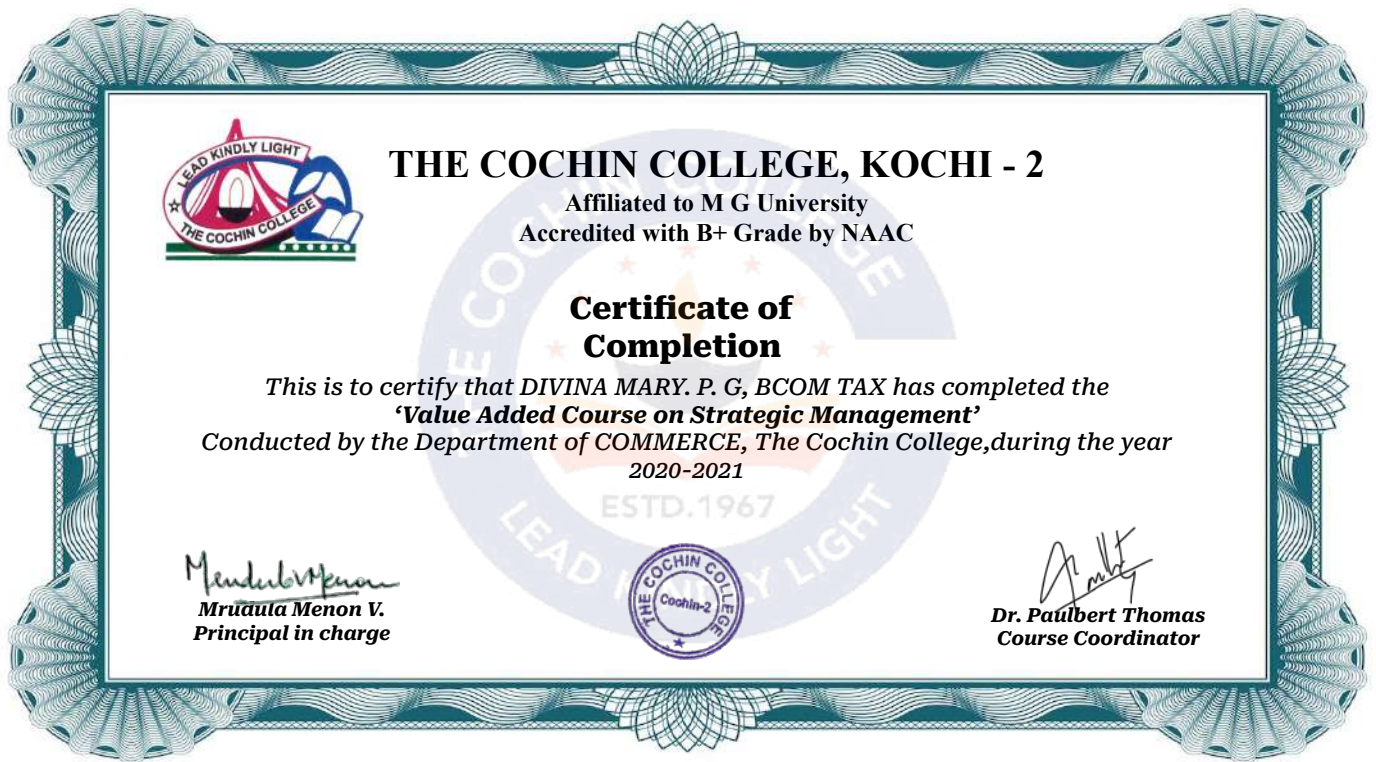 LEAD KINDLY LIGHT
THE COCHIN COLLEGE
THE COCHIN COLLEGE, KOCHI - 2
Affiliated to M G University
Accredited with B+ Grade by NAAC
THE COCHIN COLLEGE
Certificate of
Completion
This is to certify that DIVINA MARY. P. G, BCOM TAX has completed the
‘Value Added Course on Strategic Management’
Conducted by the Department of COMMERCE, The Cochin College,during the year
2020-2021
ESTD.1967
LEAD KINDLY LIGHT
Mrudula Menon V.
Principal in charge
THE COCHIN COLLEGE
Cochin-2
Dr. Paulbert Thomas
Course Coordinator